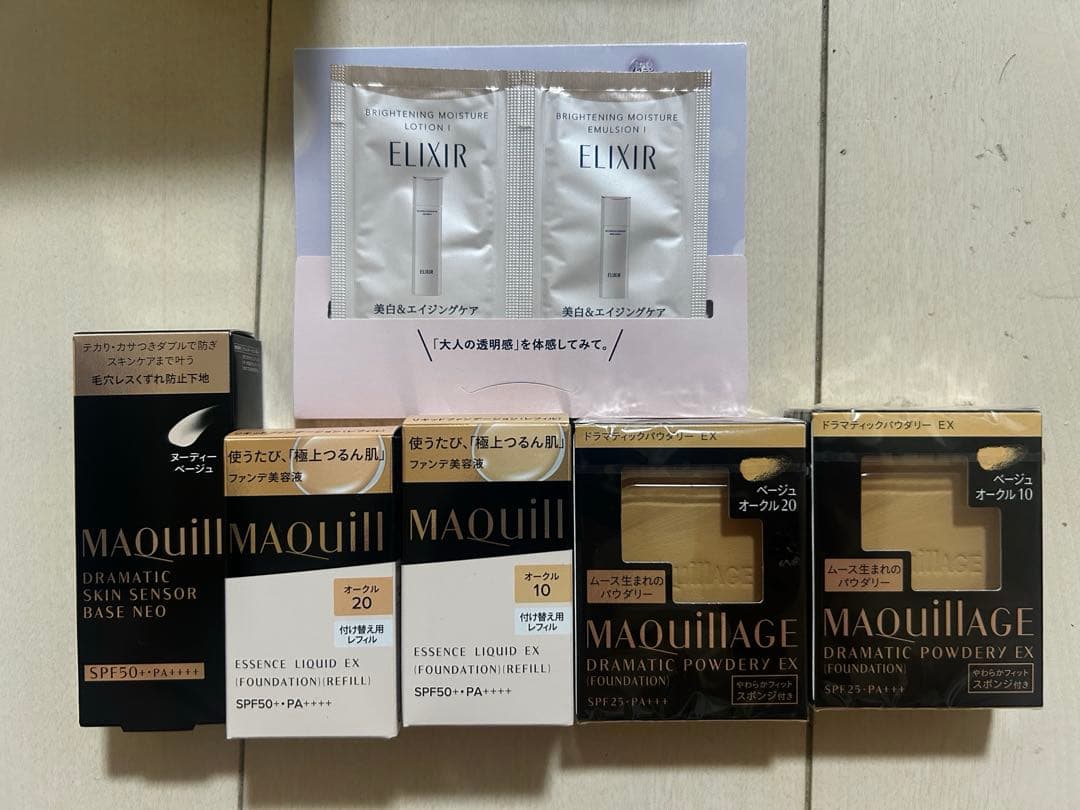 BRIGHTENING MOISTURE
LOTION I
ELIXIR
ELIXIR
美白&エイジングケア
BRIGHTENING MOISTURE
EMULSION I
ELIXIR
ELIXIR
美白&エイジングケア
「大人の透明感」を体感してみて。
テカリ・カサつきダブルで防ぎ
スキンケアまで叶う
毛穴レスくずれ防止下地
ヌーディー
ベージュ
MAQuill
DRAMATIC
SKIN SENSOR
BASE NEO
SPF50+・PA++++
使うたび、「極上つるん肌」
ファンデ美容液
MAQuill
オークル
20
付け替え用
レフィル
ESSENCE LIQUID EX
(FOUNDATION)(REFILL)
SPF50+・PA++++
使うたび、「極上つるん肌」
ファンデ美容液
MAQuill
オークル
10
付け替え用
レフィル
ESSENCE LIQUID EX
(FOUNDATION)(REFILL)
SPF50+・PA++++
ドラマティックパウダリー EX
ベージュ
オークル20
ムース生まれの
パウダリー
MAQuillAGE
DRAMATIC POWDERY EX
(FOUNDATION)
SPF25・PA+++
やわらかフィット
スポンジ付き
ドラマティックパウダリー EX
ベージュ
オークル10
ムース生まれの
パウダリー
MAQuillAGE
DRAMATIC POWDERY EX
(FOUNDATION)
SPF25・PA+++
やわらかフィット
スポンジ付き